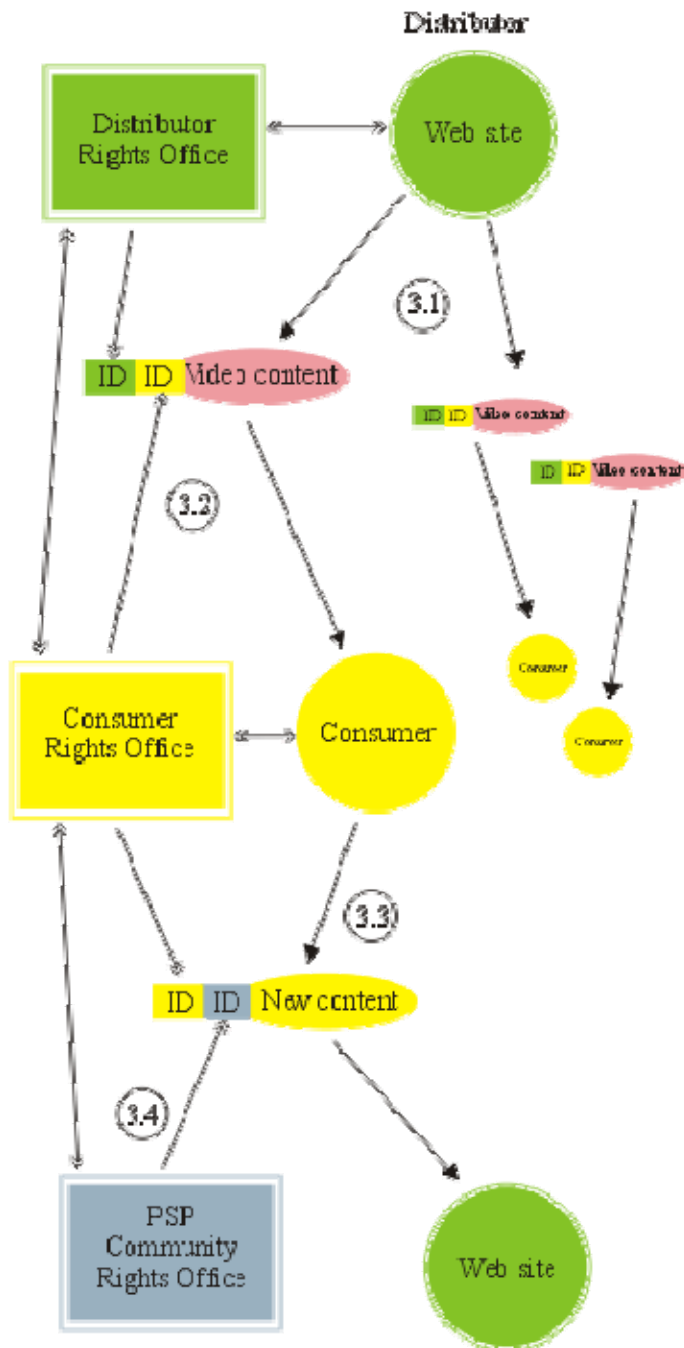 Distributor
Distributor
Rights Office
Web site
3.1
ID ID Video content
ID ID Video content
ID ID Video content
3.2
Consumer
Consumer
Rights Office
Consumer
Consumer
3.3
ID ID New content
3.4
PSP
Community
Rights Office
Web site